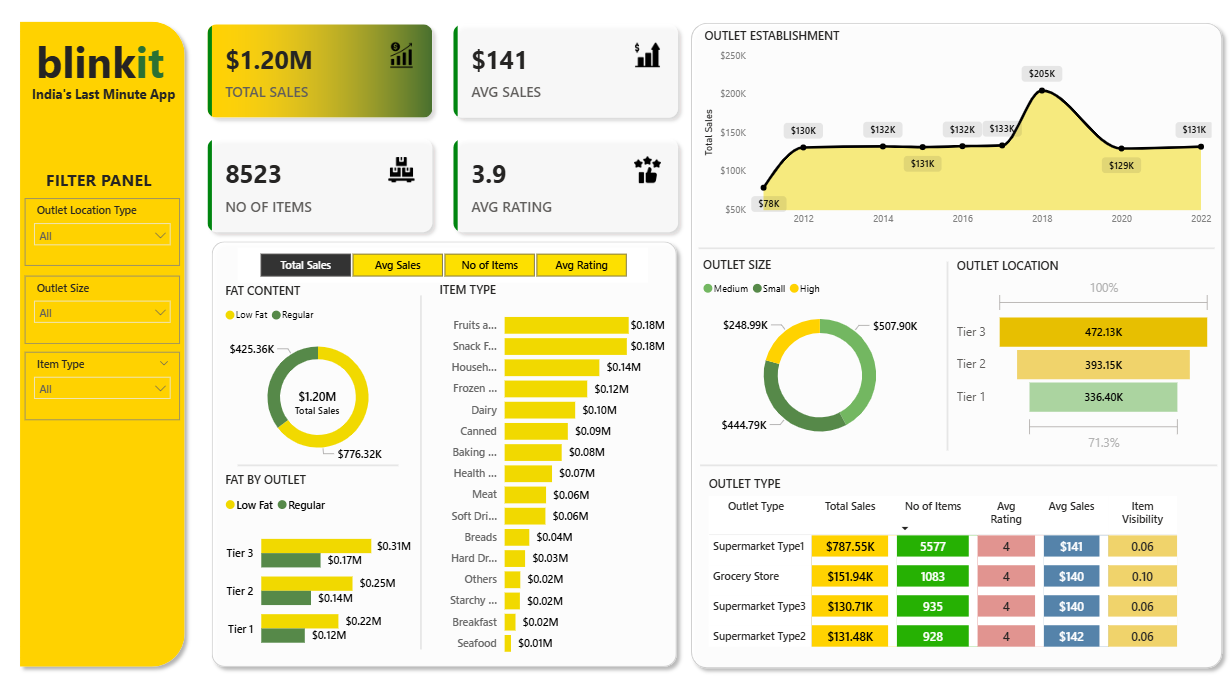 blinkit
India's Last Minute App
FILTER PANEL
Outlet Location Type
All
Outlet Size
All
Item Type
All
$1.20M
TOTAL SALES
$141
AVG SALES
8523
NO OF ITEMS
3.9
AVG RATING
Total Sales Avg Sales No of Items Avg Rating
FAT CONTENT
Low Fat Regular
$425.36K
$1.20M
Total Sales
$776.32K
FAT BY OUTLET
Low Fat Regular
Tier 3 $0.31M
$0.17M
Tier 2 $0.25M
$0.14M
Tier 1 $0.22M
$0.12M
ITEM TYPE
Fruits a... $0.18M
Snack F... $0.18M
Househ... $0.14M
Frozen ... $0.12M
Dairy $0.10M
Canned $0.09M
Baking ... $0.08M
Health ... $0.07M
Meat $0.06M
Soft Dri... $0.06M
Breads $0.04M
Hard Dr... $0.03M
Others $0.02M
Starchy ... $0.02M
Breakfast $0.02M
Seafood $0.01M
OUTLET ESTABLISHMENT
Total Sales
$250K
$200K
$150K
$100K
$50K
$78K
$130K
$132K
$131K
$132K
$133K
$205K
$129K
$131K
2012 2014 2016 2018 2020 2022
OUTLET SIZE
Medium Small High
$248.99K
$507.90K
$444.79K
OUTLET LOCATION
100%
Tier 3 472.13K
Tier 2 393.15K
Tier 1 336.40K
71.3%
OUTLET TYPE
Outlet Type Total Sales No of Items Avg Rating Avg Sales Item Visibility
Supermarket Type1 $787.55K 5577 4 $141 0.06
Grocery Store $151.94K 1083 4 $140 0.10
Supermarket Type3 $130.71K 935 4 $140 0.06
Supermarket Type2 $131.48K 928 4 $142 0.06